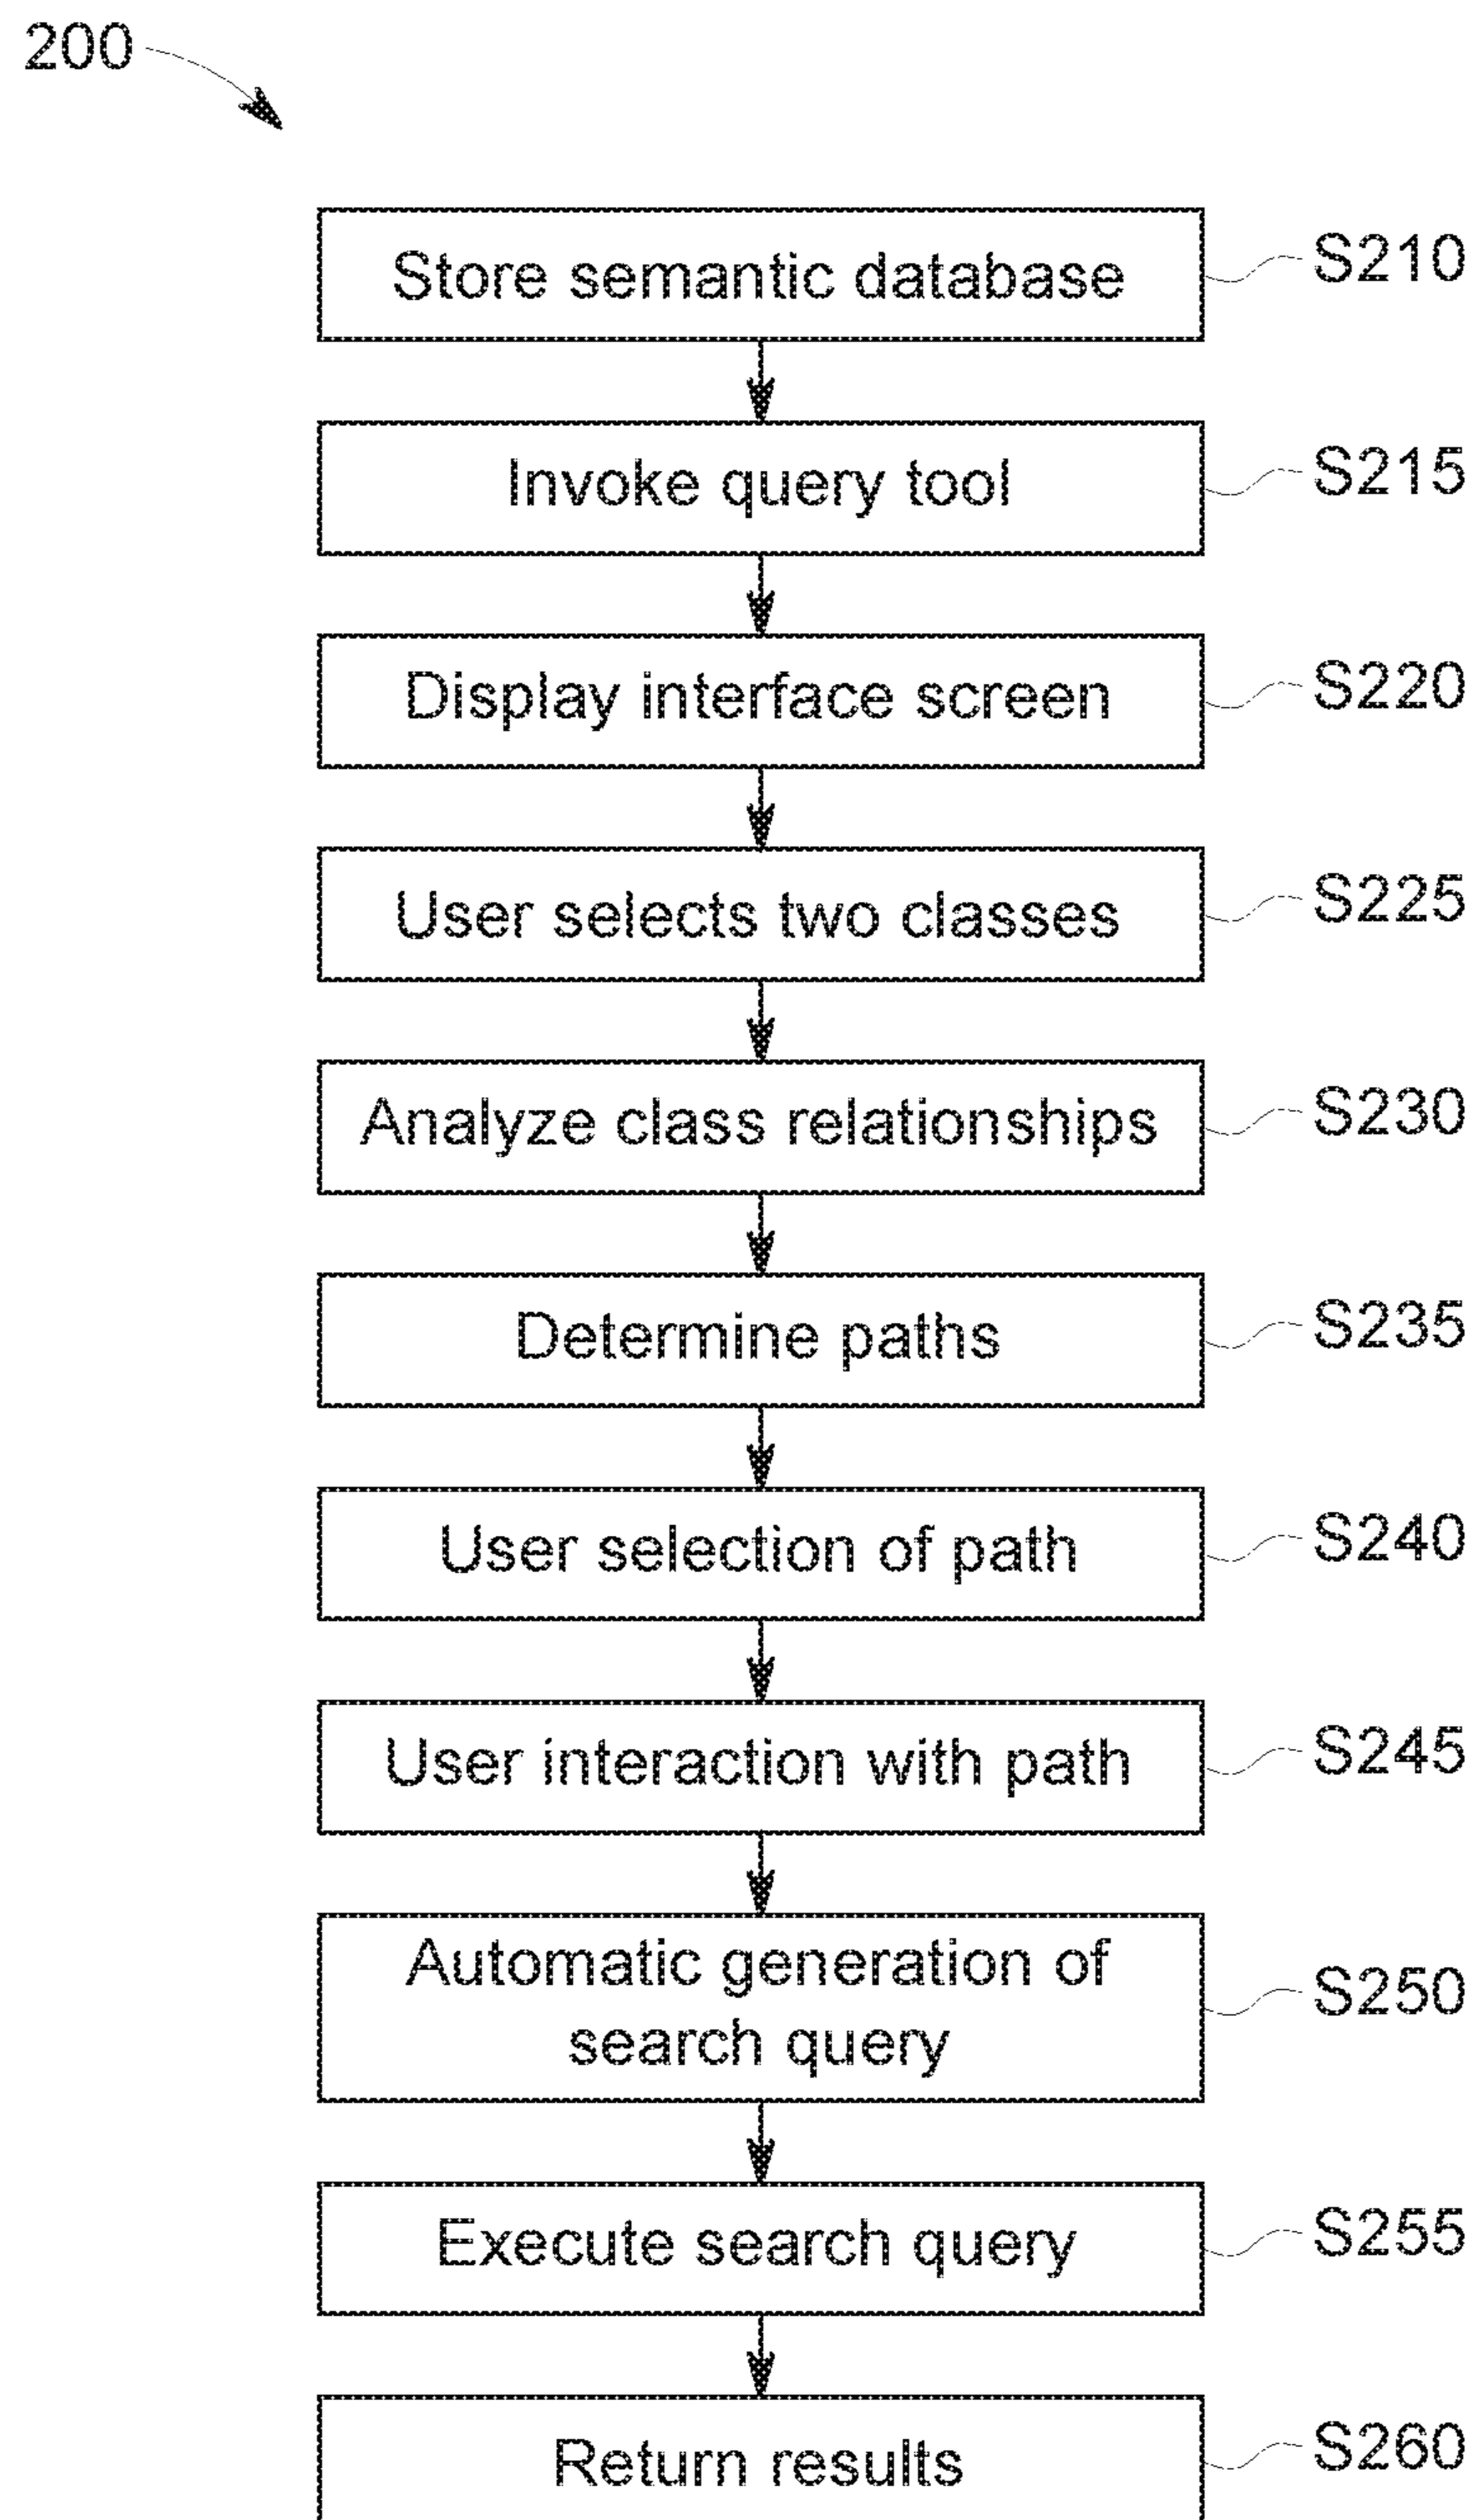 200
Store semantic database
S210
Invoke query tool
S215
Display interface screen
S220
User selects two classes
S225
Analyze class relationships
S230
Determine paths
S235
User selection of path
S240
User interaction with path
S245
Automatic generation of
search query
S250
Execute search query
S255
Return results
S260